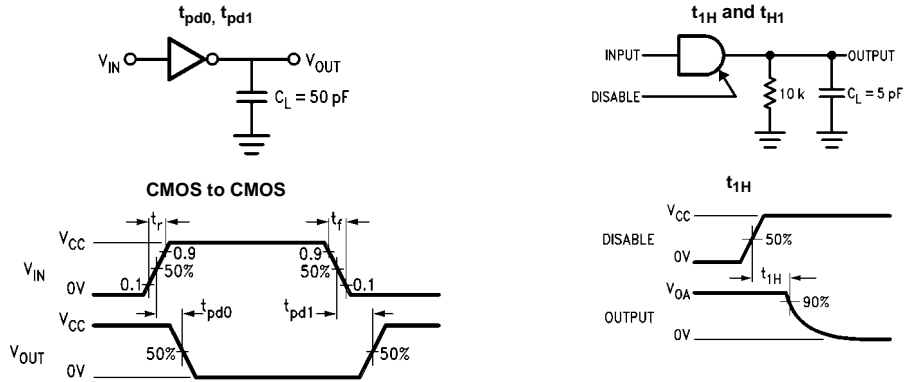 t_pd0, t_pd1
V_IN
V_OUT
C_L = 50 pF
CMOS to CMOS
t_r
t_f
V_CC
0.9
0.9
50%
50%
V_IN
0V
0.1
0.1
t_pd0
t_pd1
V_CC
50%
50%
V_OUT
0V
t_1H and t_H1
INPUT
OUTPUT
DISABLE
10 k
C_L = 5 pF
t_1H
V_CC
DISABLE
50%
0V
t_1H
V_OA
90%
OUTPUT
0V